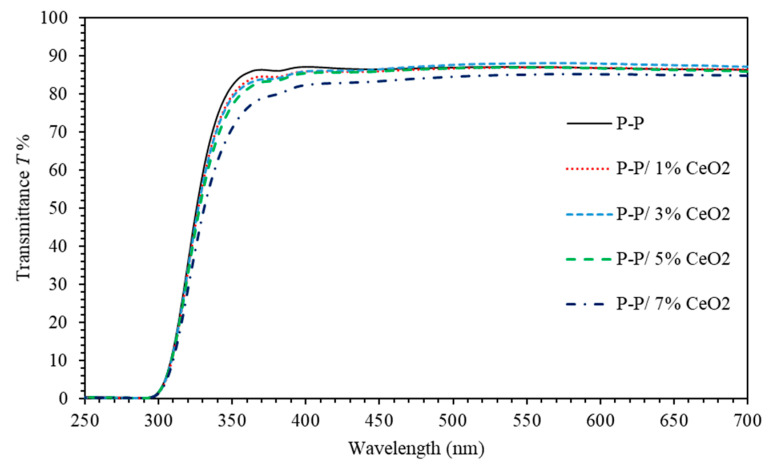 100
90
80
70
60
50
40
30
20
10
0
Transmittance T %
P-P
P-P/ 1% CeO2
P-P/ 3% CeO2
P-P/ 5% CeO2
P-P/ 7% CeO2
250 300 350 400 450 500 550 600 650 700
Wavelength (nm)